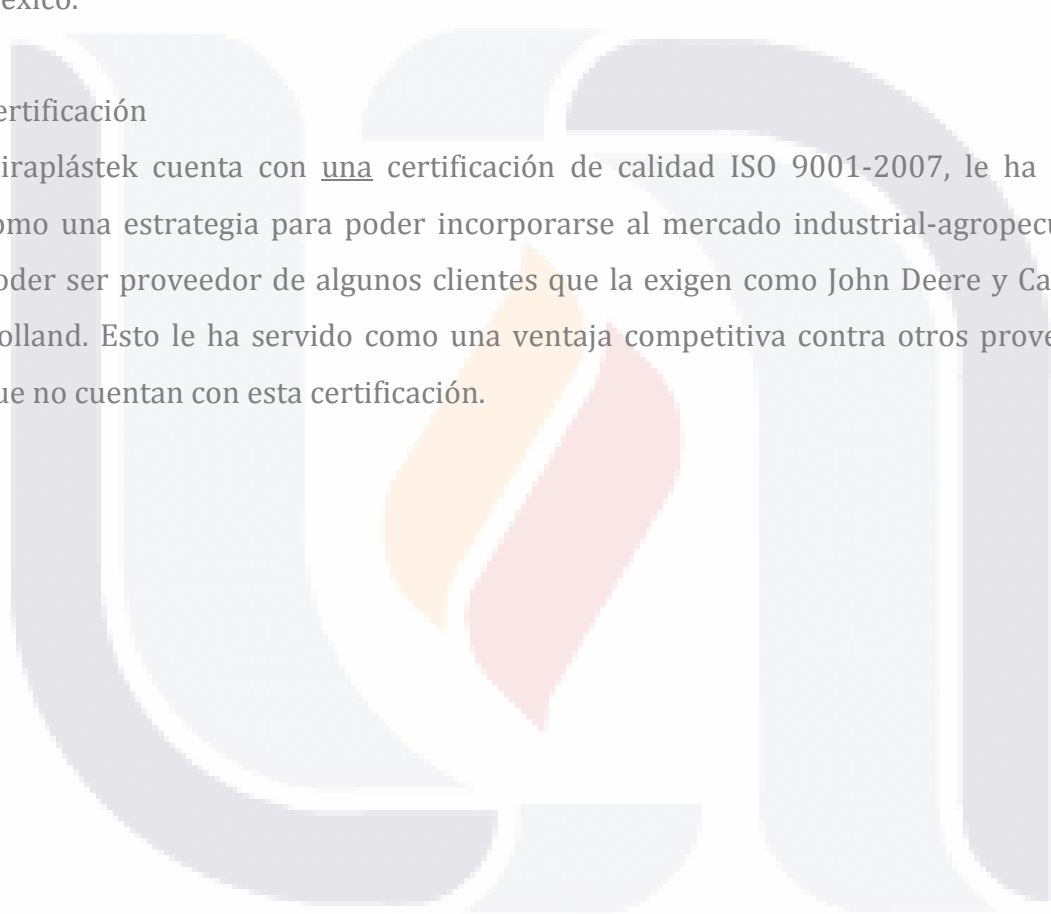 éxico.
ertificación
iraplástek cuenta con una certificación de calidad ISO 9001-2007, le ha
omo una estrategia para poder incorporarse al mercado industrial-agropecu
oder ser proveedor de algunos clientes que la exigen como John Deere y Ca
olland. Esto le ha servido como una ventaja competitiva contra otros prove
ue no cuentan con esta certificación.